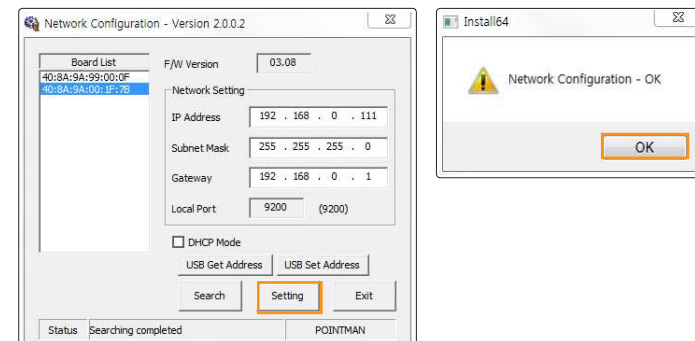 Network Configuration - Version 2.0.0.2
Board List
40:8A:9A:99:00:0F
40:8A:9A:00:1F:7B
F/W Version 03.08
Network Setting
IP Address 192 . 168 . 0 . 111
Subnet Mask 255 . 255 . 255 . 0
Gateway 192 . 168 . 0 . 1
Local Port 9200 (9200)
DHCP Mode
USB Get Address USB Set Address
Search Setting Exit
Status Searching completed POINTMAN
Install64
Network Configuration - OK
OK